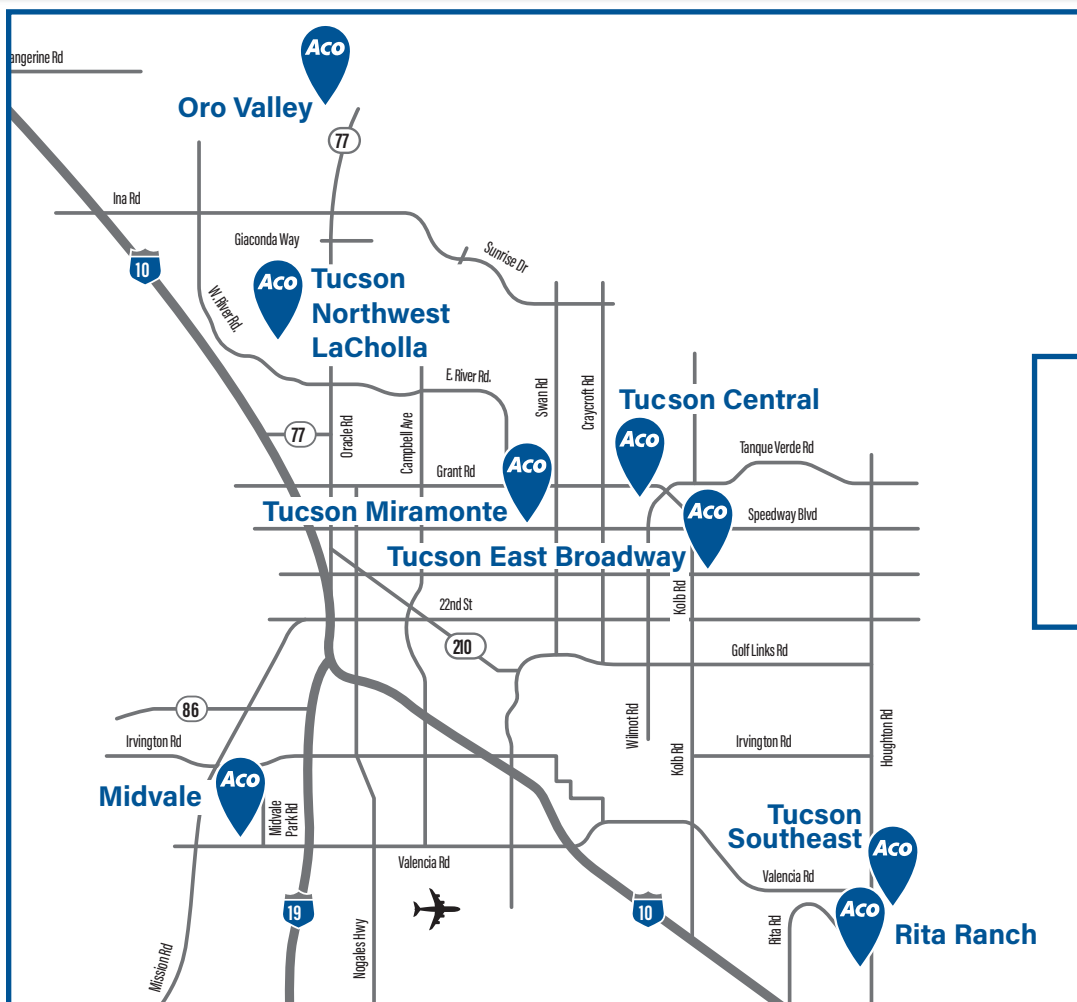 angerine Rd
Aco
Oro Valley
77
Ina Rd
Giaconda Way
Sunrise Dr
10
Aco
Tucson
Northwest
LaCholla
W. River Rd.
E. River Rd.
Swan Rd
Craycroft Rd
Tucson Central
Aco
77
Oracle Rd
Campbell Ave
Grant Rd
Aco
Tanque Verde Rd
Tucson Miramonte
Aco
Speedway Blvd
Tucson East Broadway
Kolb Rd
22nd St
210
Golf Links Rd
86
Irvington Rd
Wilmot Rd
Kolb Rd
Irvington Rd
Houghton Rd
Aco
Midvale
Midvale
Park Rd
Tucson
Southeast
Aco
Valencia Rd
Valencia Rd
19
10
Aco
Rita Ranch
Rita Rd
Nogales Hwy
Mission Rd